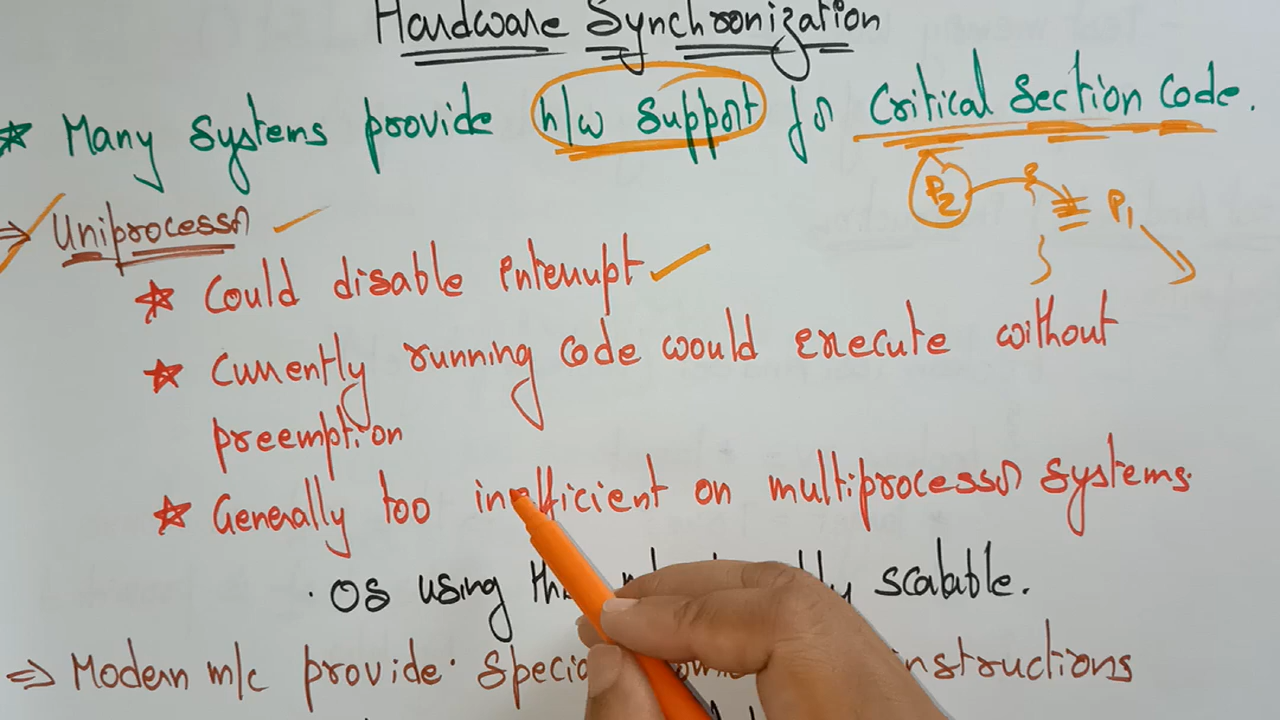 Hardware Synchronization
* Many Systems provide h/w support for Critical Section Code.
P2 P1
⇒ Uniprocessor
* Could disable interrupt
* Currently running code would execute without
preemption
* Generally too inefficient on multiprocessor systems.
· OS using scalable.
⇒ Modern m/c provide instructions